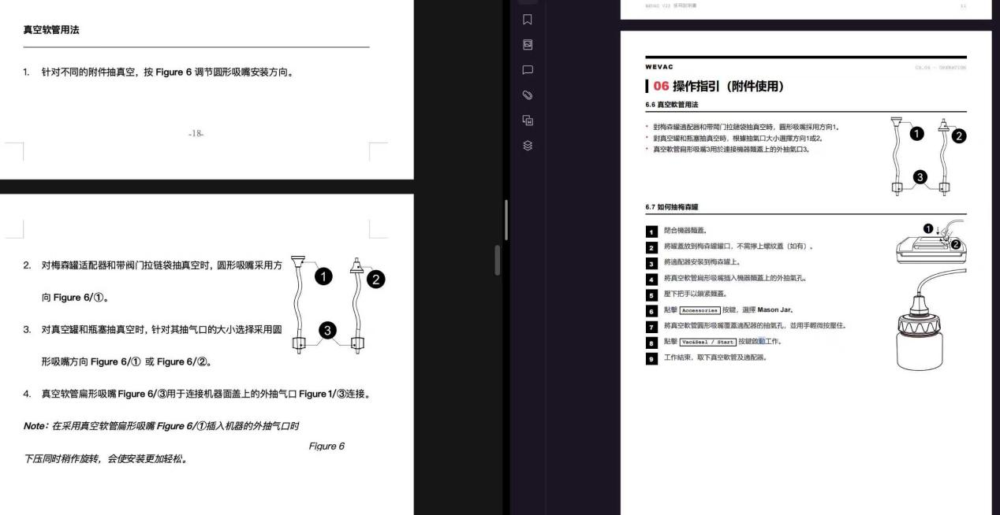 真空软管用法
1. 针对不同的附件抽真空，按 Figure 6 调节圆形吸嘴安装方向。
-18-
2. 对梅森罐适配器和带阀门拉链袋抽真空时，圆形吸嘴采用方
向 Figure 6/①。
3. 对真空罐和瓶塞抽真空时，针对其抽气口的大小选择采用圆
形吸嘴方向 Figure 6/① 或 Figure 6/②。
4. 真空软管扁形吸嘴 Figure 6/③用于连接机器面盖上的外抽气口 Figure 1/③连接。
Note：在采用真空软管扁形吸嘴 Figure 6/①插入机器的外抽气口时
下压同时稍作旋转，会使安装更加轻松。
1
2
3
Figure 6
WEVAC V23 使用說明書
11
WEVAC
CH.06 — OPERATION
06 操作指引（附件使用）
6.6 真空軟管用法
• 對梅森罐適配器和帶閥门拉鏈袋抽真空時，圓形吸嘴採用方向1。
• 對真空罐和瓶塞抽真空時，根據抽氣口大小選擇方向1或2。
• 真空軟管扁形吸嘴3用於連接機器麵蓋上的外抽氣口3。
1
2
3
6.7 如何抽梅森罐
1 閉合機器麵蓋。
2 將罐蓋放到梅森罐罐口，不需擰上螺紋蓋（如有）。
3 將適配器安裝到梅森罐上。
4 將真空軟管扁形吸嘴插入機器麵蓋上的外抽氣孔。
5 壓下把手以鎖紧麵蓋。
6 點擊 Accessories 按鍵，選擇 Mason Jar。
7 將真空軟管圓形吸嘴覆蓋適配器的抽氣孔，並用手輕微按壓住。
8 點擊 Vac&Seal / Start 按鍵啟動工作。
9 工作結束，取下真空軟管及適配器。
1
2